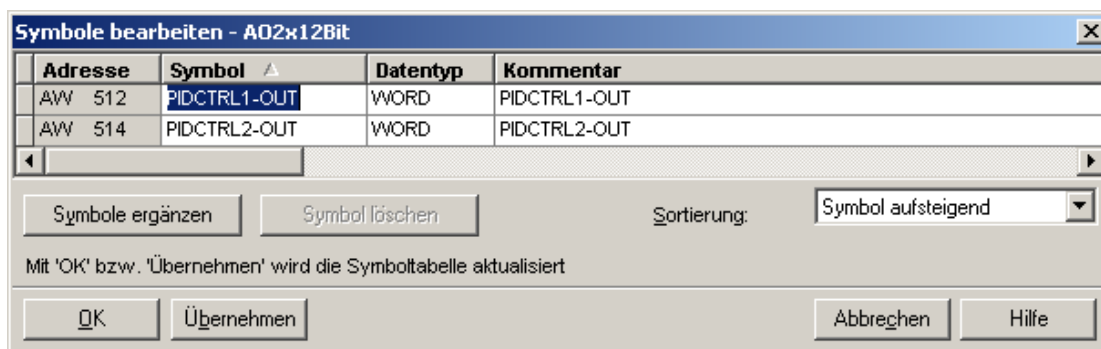 Symbole bearbeiten - AO2x12Bit
Adresse Symbol Datentyp Kommentar
AW 512 PIDCTRL1-OUT WORD PIDCTRL1-OUT
AW 514 PIDCTRL2-OUT WORD PIDCTRL2-OUT
Symbole ergänzen Symbol löschen Sortierung: Symbol aufsteigend
Mit 'OK' bzw. 'Übernehmen' wird die Symboltabelle aktualisiert
OK Übernehmen Abbrechen Hilfe